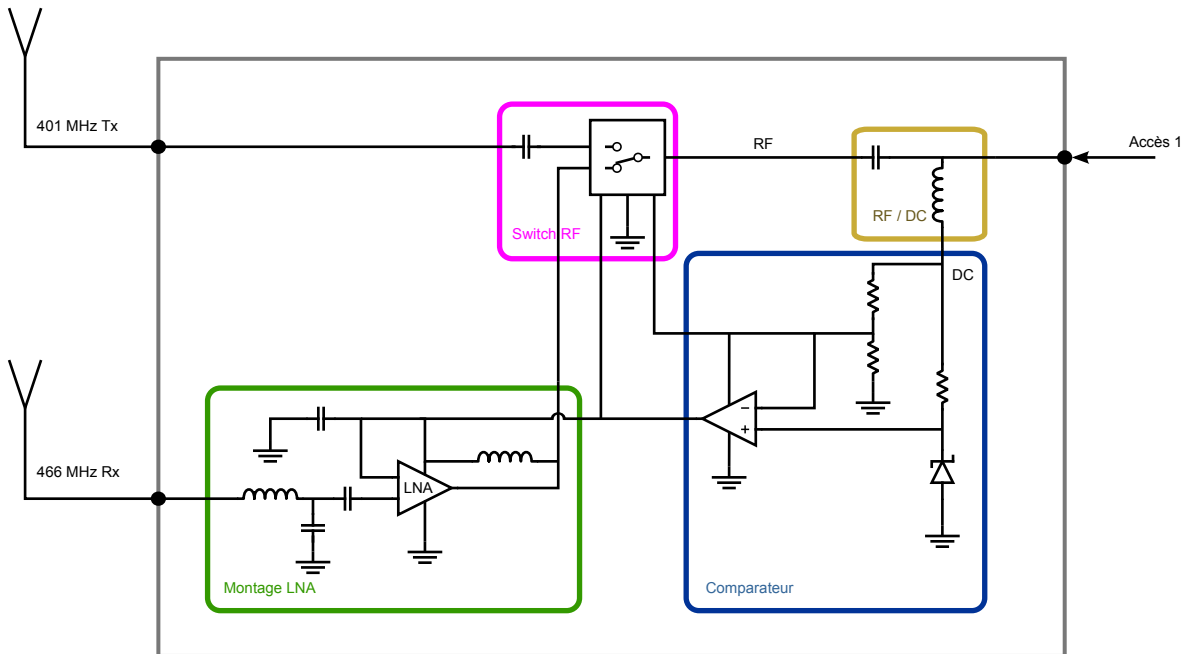 401 MHz Tx
RF
Accès 1
RF / DC
Switch RF
DC
−
+
466 MHz Rx
LNA
Montage LNA
Comparateur